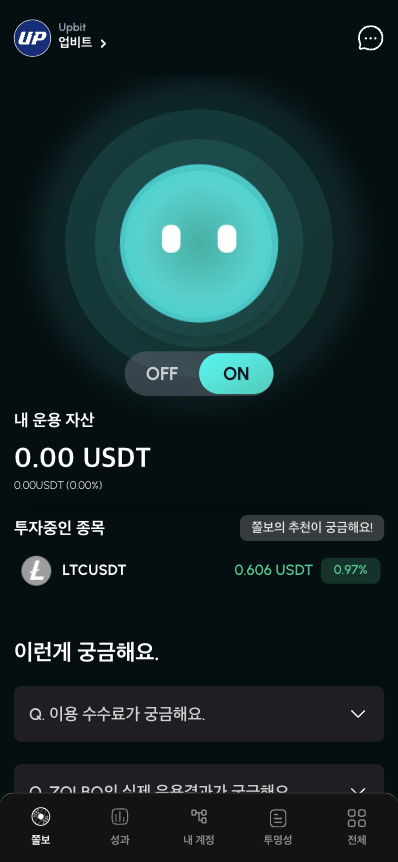 UP
Upbit
업비트
OFF ON
내 운용 자산
0.00 USDT
0.00USDT (0.00%)
투자중인 종목
쫄보의 추천이 궁금해요!
LTCUSDT 0.606 USDT 0.97%
이런게 궁금해요.
Q. 이용 수수료가 궁금해요.
Q. ZOLBO의 실제 운용결과가 궁금해요
쫄보 성과 내 계정 투명성 전체